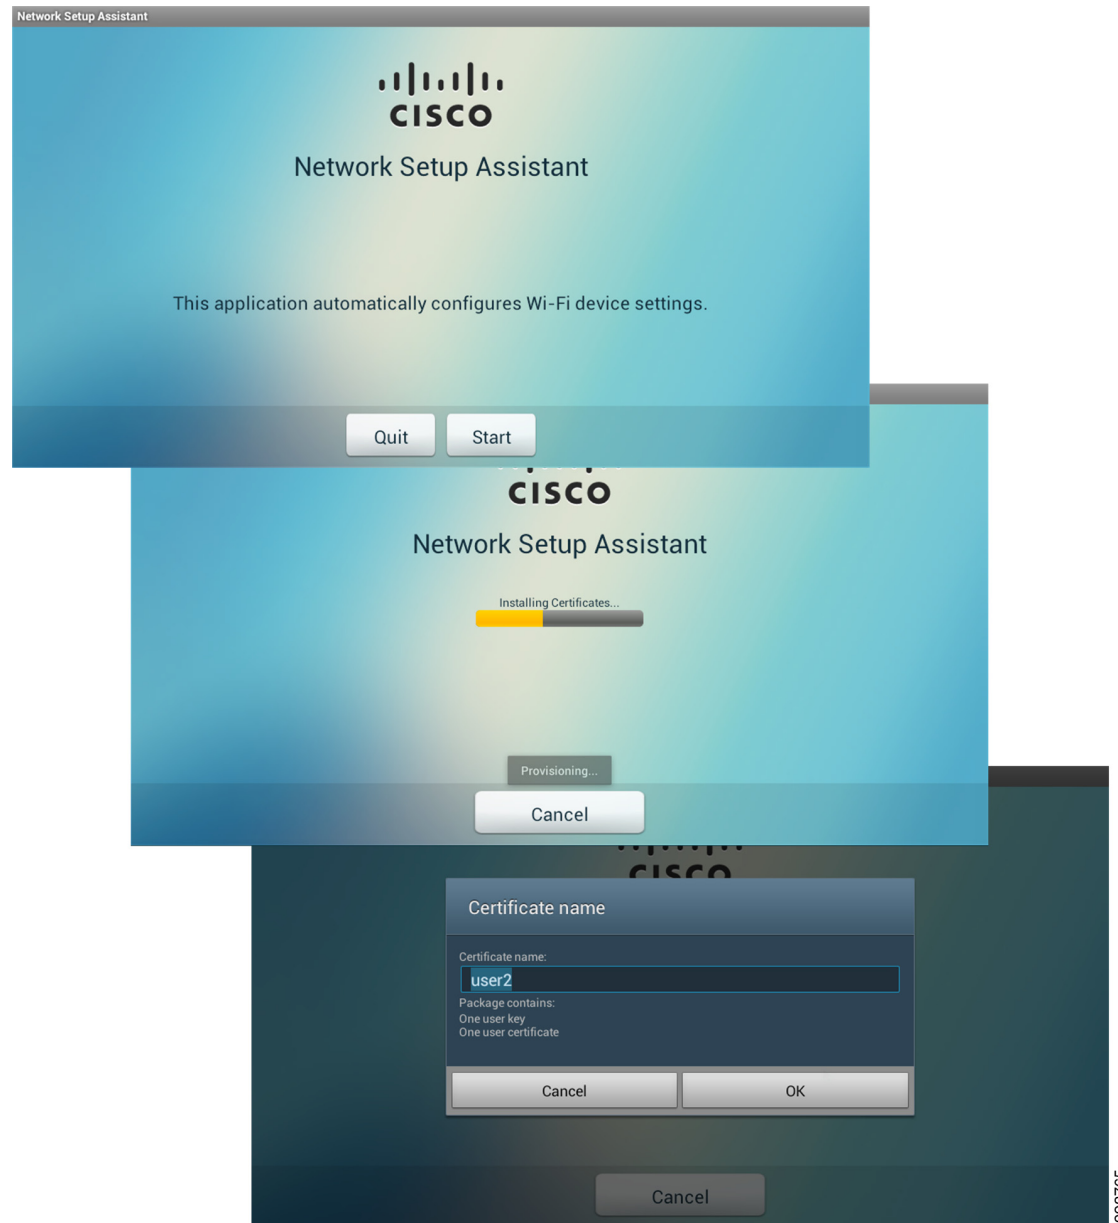 Network Setup Assistant
CISCO
Network Setup Assistant
This application automatically configures Wi-Fi device settings.
Quit
Start
CISCO
Network Setup Assistant
Installing Certificates...
Provisioning...
Cancel
CISCO
Certificate name
Certificate name:
user2
Package contains:
One user key
One user certificate
Cancel
OK
Cancel